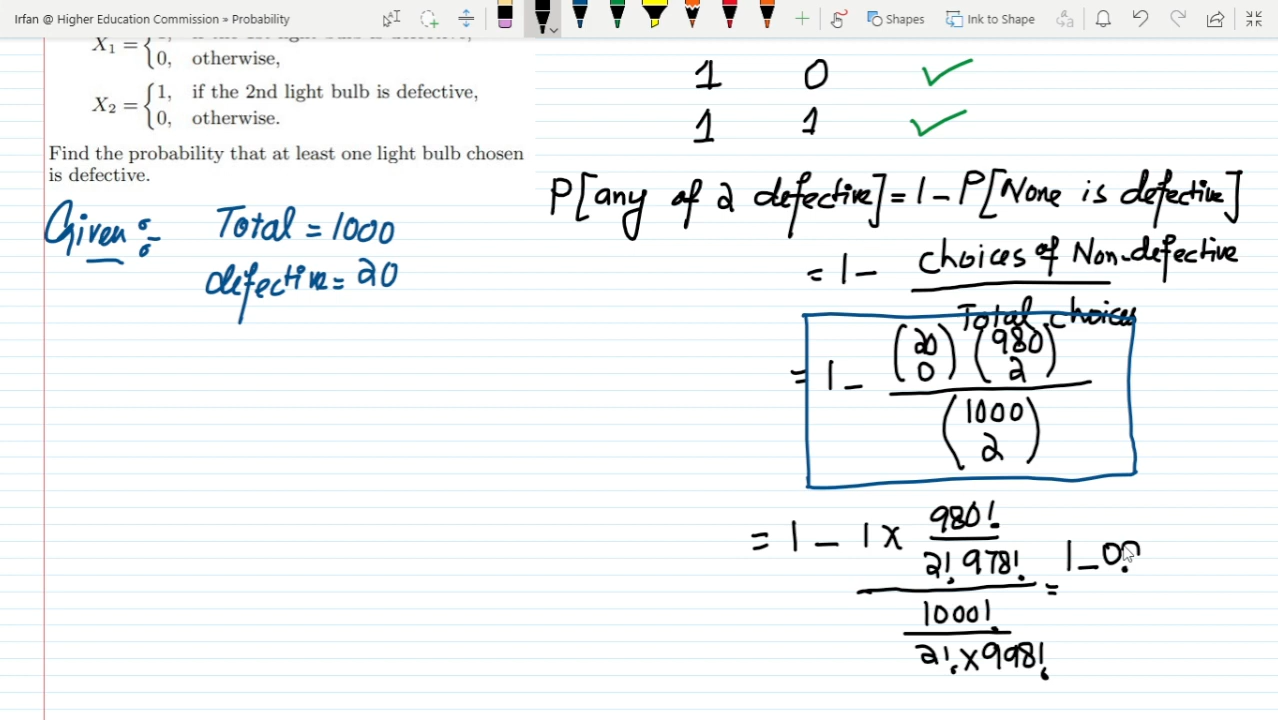 Irfan @ Higher Education Commission » Probability
Shapes
Ink to Shape
X₁ = {
0, otherwise,
X₂ = { 1, if the 2nd light bulb is defective,
0, otherwise.
Find the probability that at least one light bulb chosen
is defective.
Given :-
Total = 1000
defective = 20
1 0 ✓
1 1 ✓
P[any of 2 defective] = 1 - P[None is defective]
= 1 - choices of Non-defective
Total choices
= 1 - (20 0) (980 2)
(1000 2)
= 1 - 1 x 980!
2! 978!
1000!
2! x 998!
= 1 - 0